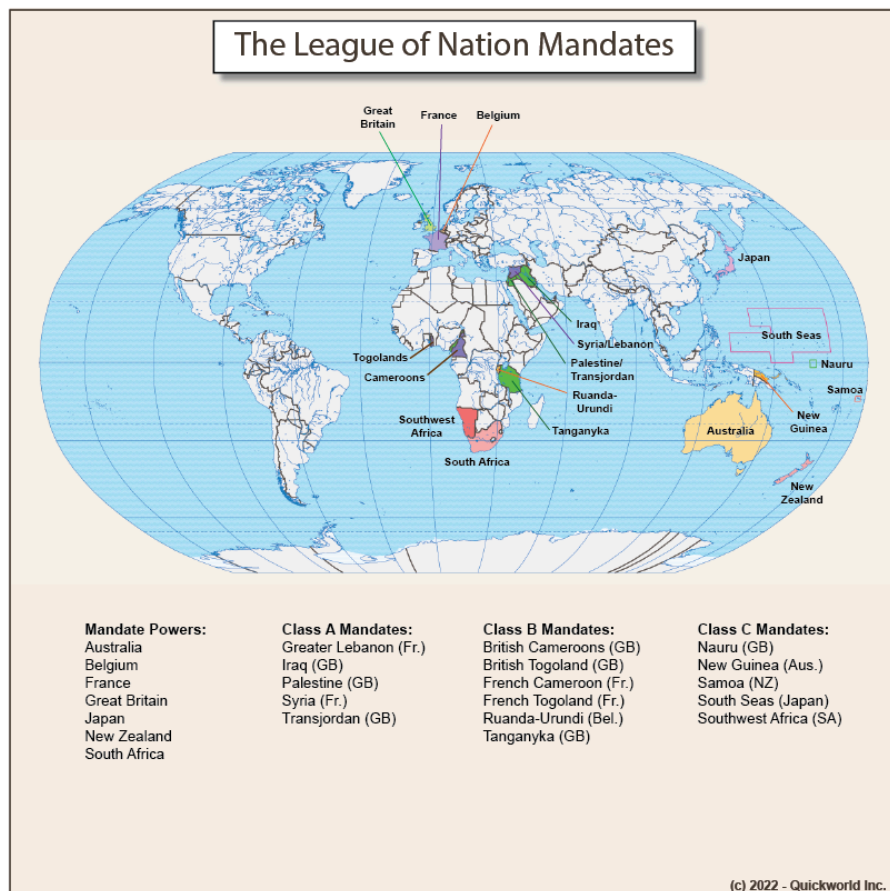 The League of Nation Mandates
Great
Britain
France
Belgium
Japan
Iraq
South Seas
Syria/Lebanon
Togolands
Palestine/
Transjordan
Nauru
Cameroons
Samoa
Ruanda-
Urundi
New
Guinea
Southwest
Africa
Tanganyka
Australia
South Africa
New
Zealand
Mandate Powers:
Australia
Belgium
France
Great Britain
Japan
New Zealand
South Africa
Class A Mandates:
Greater Lebanon (Fr.)
Iraq (GB)
Palestine (GB)
Syria (Fr.)
Transjordan (GB)
Class B Mandates:
British Cameroons (GB)
British Togoland (GB)
French Cameroon (Fr.)
French Togoland (Fr.)
Ruanda-Urundi (Bel.)
Tanganyka (GB)
Class C Mandates:
Nauru (GB)
New Guinea (Aus.)
Samoa (NZ)
South Seas (Japan)
Southwest Africa (SA)
(c) 2022 - Quickworld Inc.